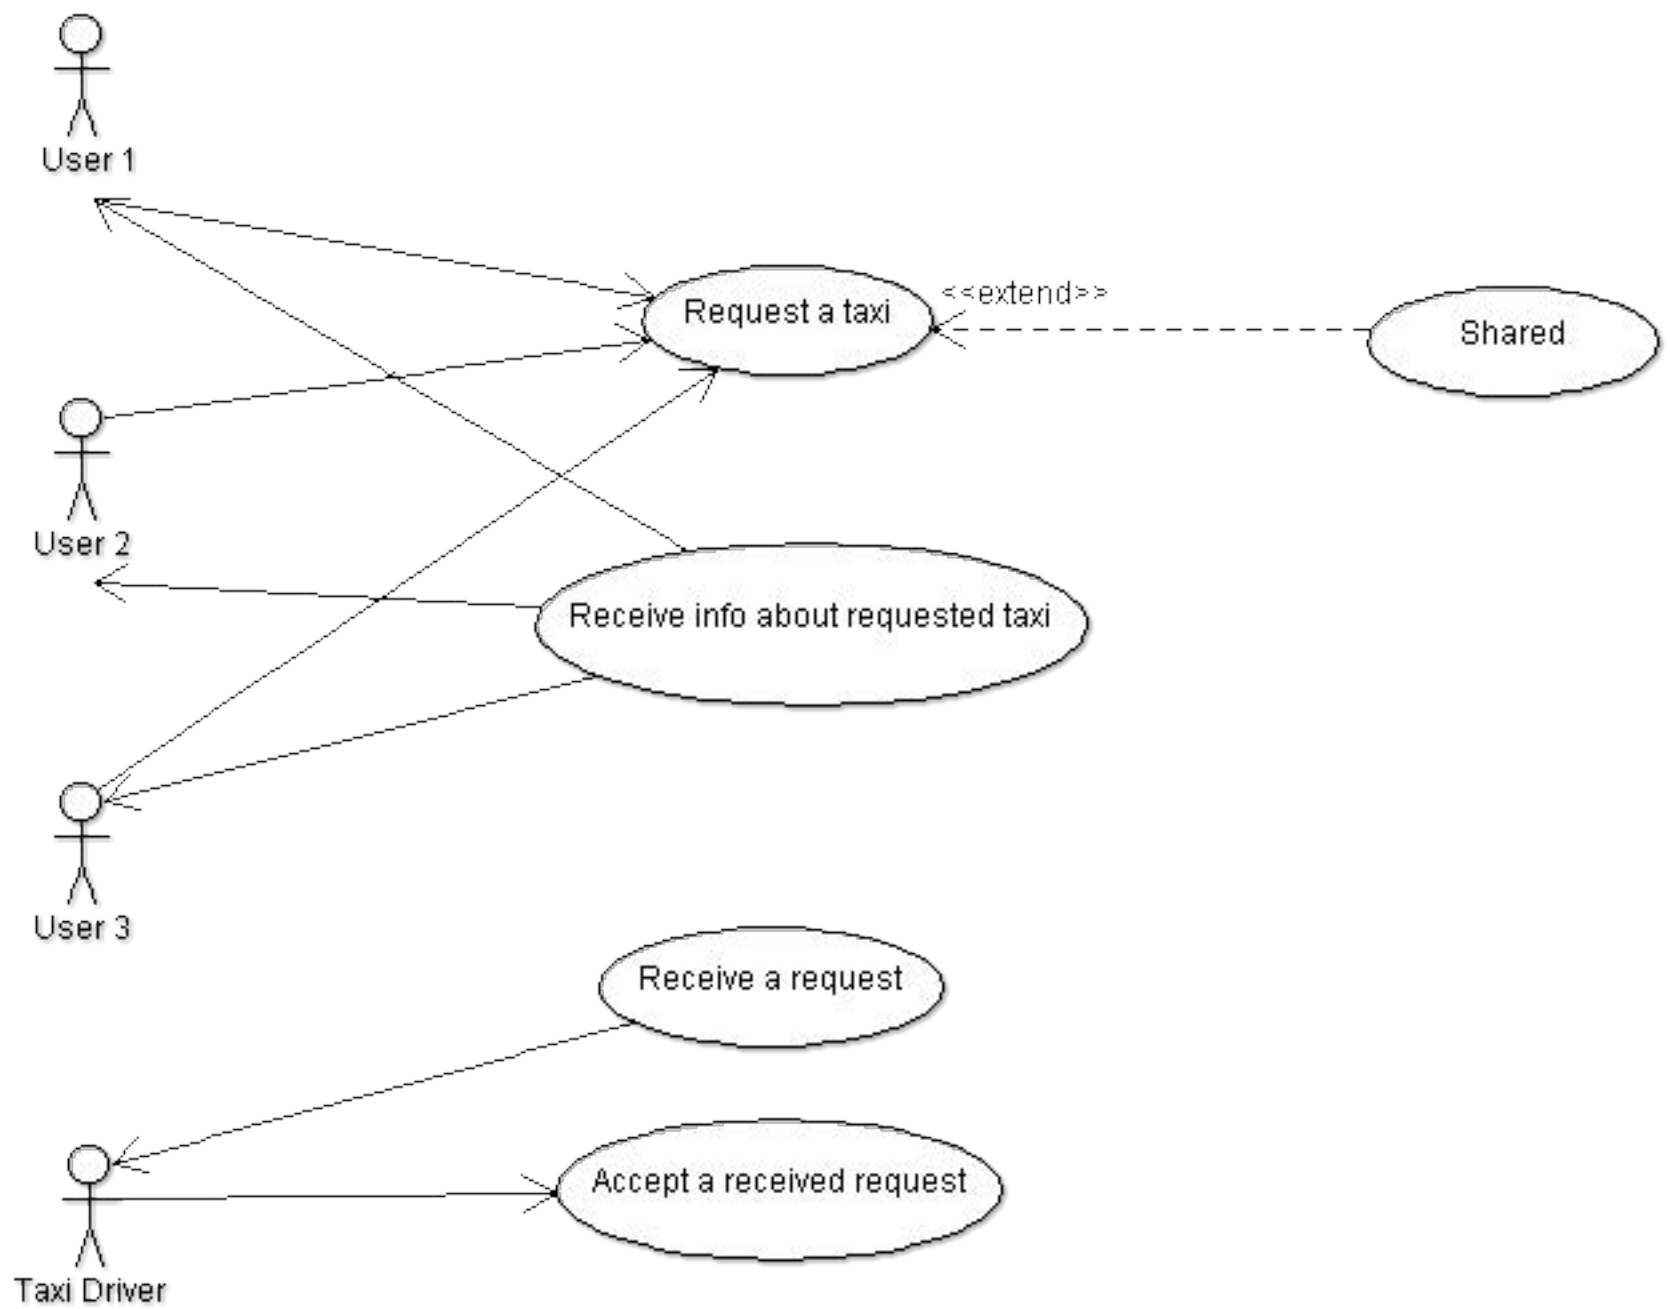 User 1
Request a taxi
<<extend>>
Shared
User 2
Receive info about requested taxi
User 3
Receive a request
Accept a received request
Taxi Driver